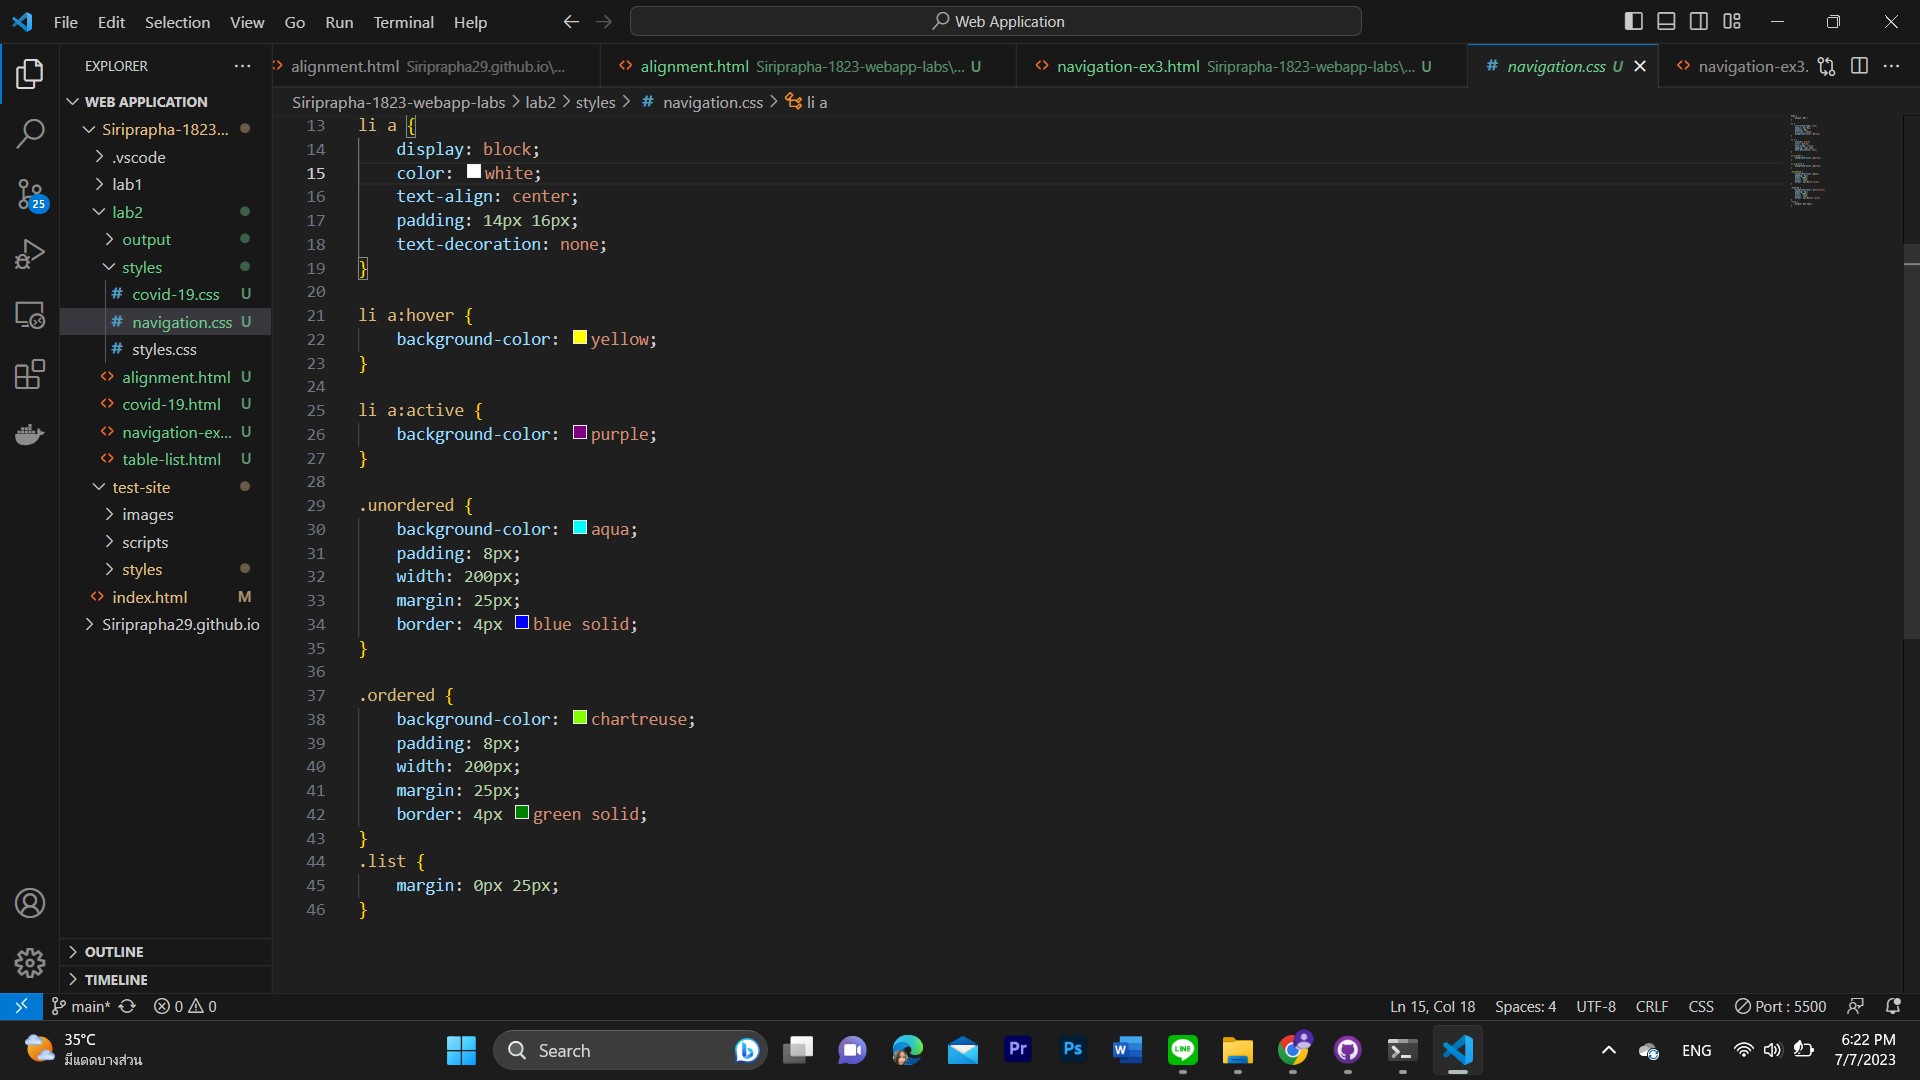 File Edit Selection View Go Run Terminal Help
Web Application
EXPLORER
alignment.html Siriprapha29.github.io\...
alignment.html Siriprapha-1823-webapp-labs\... U
navigation-ex3.html Siriprapha-1823-webapp-labs\... U
# navigation.css U
navigation-ex3.
WEB APPLICATION
Siriprapha-1823...
.vscode
lab1
lab2
output
styles
# covid-19.css U
# navigation.css U
# styles.css
alignment.html U
covid-19.html U
navigation-ex... U
table-list.html U
test-site
images
scripts
styles
index.html M
Siriprapha29.github.io
OUTLINE
TIMELINE
25
Siriprapha-1823-webapp-labs > lab2 > styles > # navigation.css > li a
13 li a {
14 display: block;
15 color: white;
16 text-align: center;
17 padding: 14px 16px;
18 text-decoration: none;
19 }
20
21 li a:hover {
22 background-color: yellow;
23 }
24
25 li a:active {
26 background-color: purple;
27 }
28
29 .unordered {
30 background-color: aqua;
31 padding: 8px;
32 width: 200px;
33 margin: 25px;
34 border: 4px blue solid;
35 }
36
37 .ordered {
38 background-color: chartreuse;
39 padding: 8px;
40 width: 200px;
41 margin: 25px;
42 border: 4px green solid;
43 }
44 .list {
45 margin: 0px 25px;
46 }
main* 0 0
Ln 15, Col 18 Spaces: 4 UTF-8 CRLF CSS Port : 5500
35°C
มีแดดบางส่วน
Search
Pr
Ps
W
LINE
ENG
6:22 PM
7/7/2023